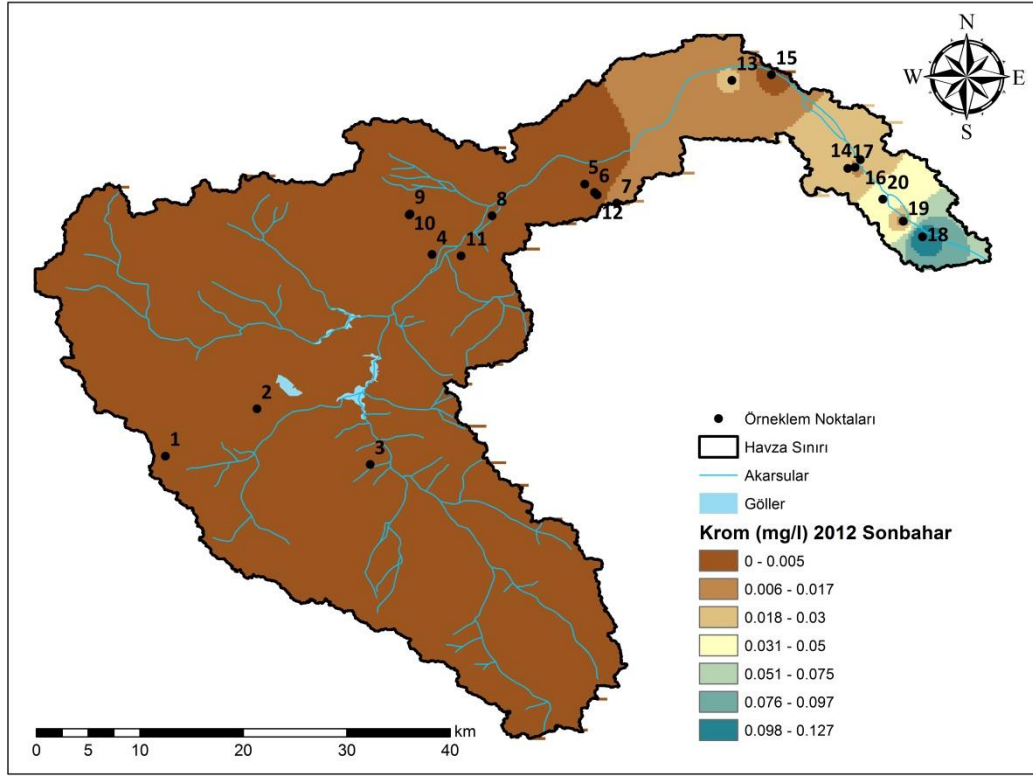 N
W E
S
13
15
14 17
16
20
19
18
5
6
7
12
9
10
8
4
11
2
1
3
Örneklem Noktaları
Havza Sınırı
Akarsular
Göller
Krom (mg/l) 2012 Sonbahar
0 - 0.005
0.006 - 0.017
0.018 - 0.03
0.031 - 0.05
0.051 - 0.075
0.076 - 0.097
0.098 - 0.127
km
0 5 10 20 30 40